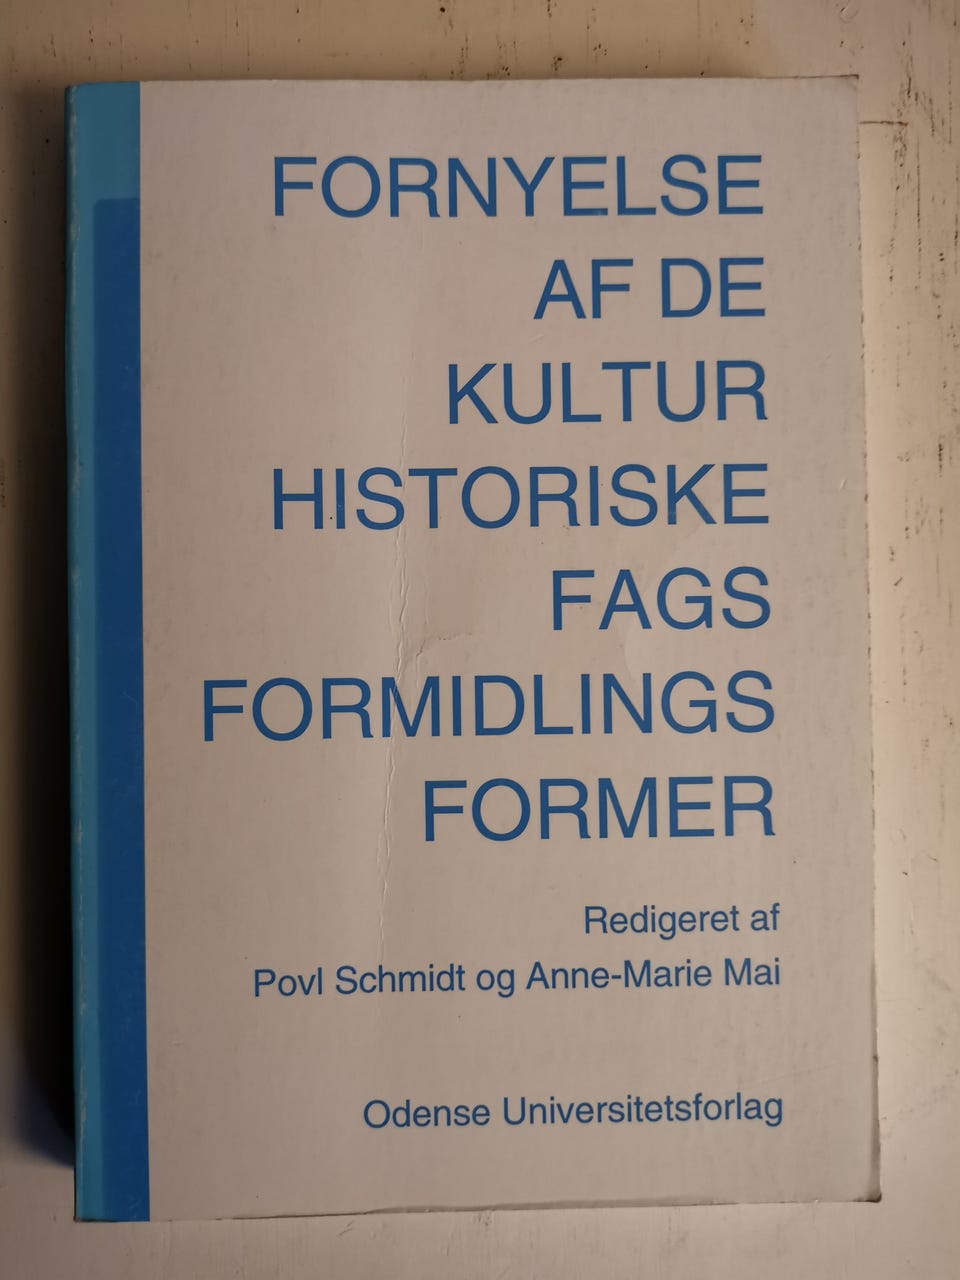 FORNYELSE
AF DE
KULTUR
HISTORISKE
FAGS
FORMIDLINGS
FORMER
Redigeret af
Povl Schmidt og Anne-Marie Mai
Odense Universitetsforlag